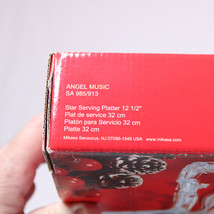 ANGEL MUSIC
SA 985/913
Star Serving Platter 12 1/2"
Plat de service 32 cm
Platón para Servicio 32 cm
Platte 32 cm
Mikasa Secaucus, NJ 07086-1549 USA www.mikasa.com